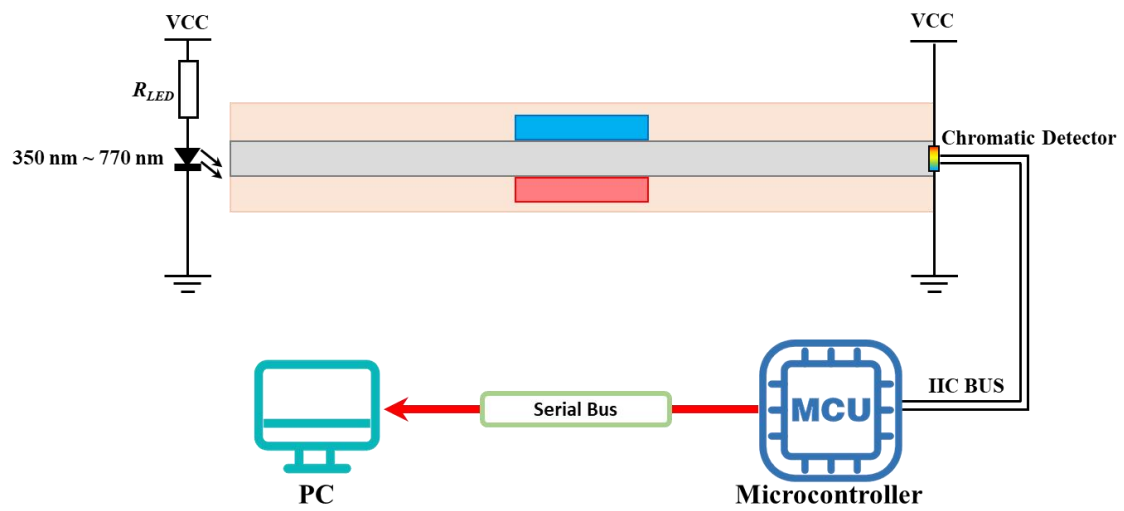 VCC
VCC
R_LED
350 nm ~ 770 nm
Chromatic Detector
IIC BUS
Serial Bus
MCU
PC
Microcontroller